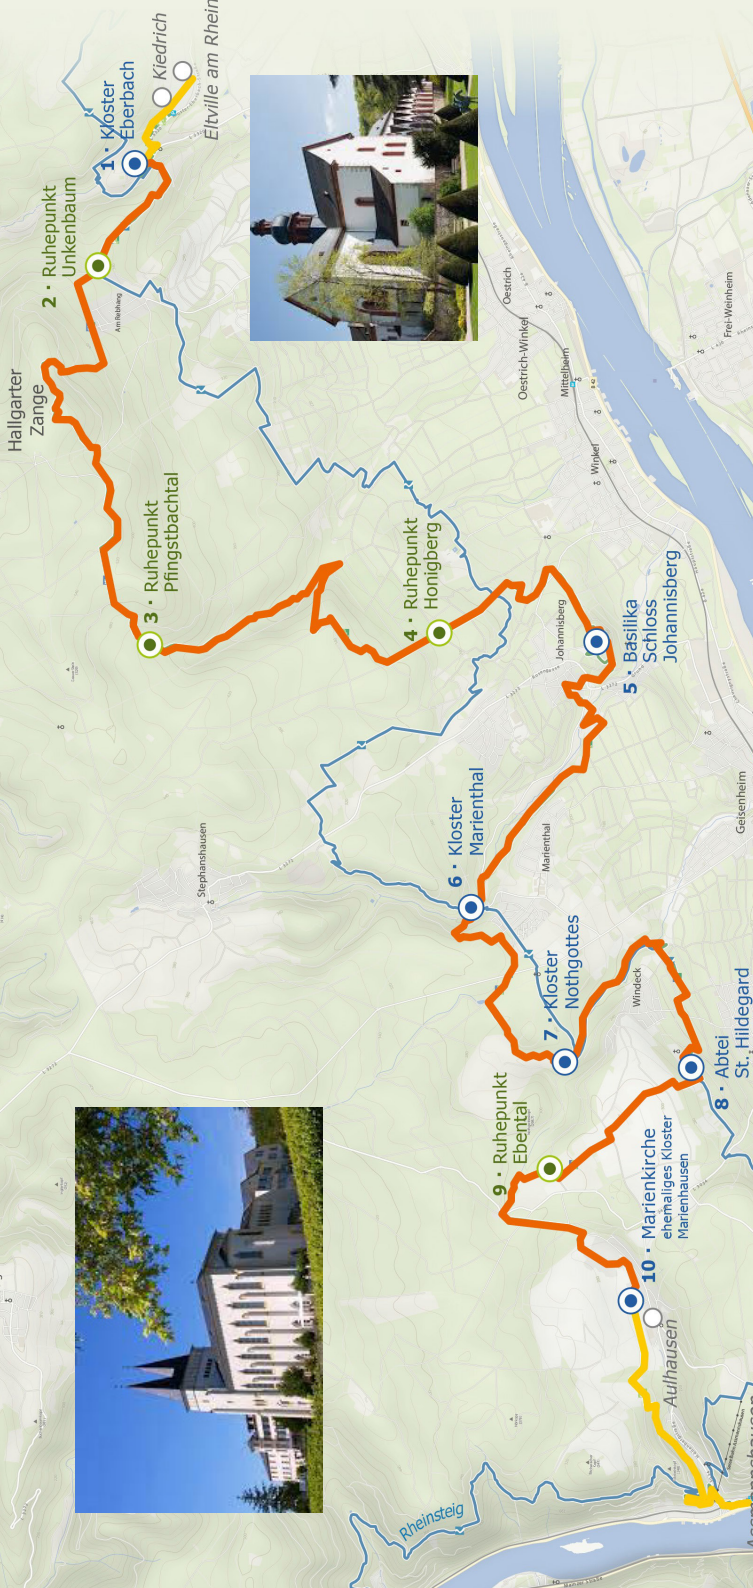 Kiedrich
Eltville am Rhein
1 · Kloster
Eberbach
2 · Ruhepunkt
Unkenbaum
Am Rebhang
Hallgarter
Zange
3 · Ruhepunkt
Pfingstbachtal
4 · Ruhepunkt
Honigberg
Oestrich
Oestrich-Winkel
Mittelheim
Winkel
Frei-Weinheim
Johannisberg
5 · Basilika
Schloss
Johannisberg
Geisenheim
Stephanshausen
6 · Kloster
Marienthal
Marienthal
7 · Kloster
Nothgottes
Windeck
8 · Abtei
St. Hildegard
9 · Ruhepunkt
Ebental
10 · Marienkirche
ehemaliges Kloster
Marienhausen
Aulhausen
Rheinsteig